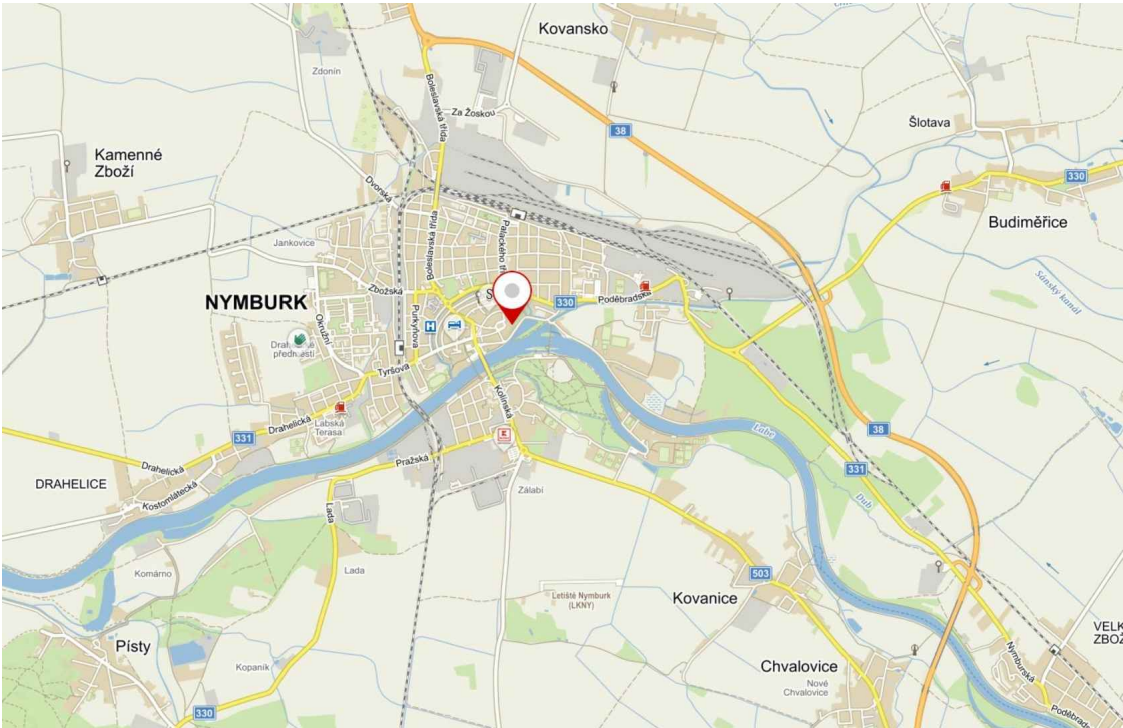 Kovansko
Zdonín
Boleslavská třída
Za Žoskou
38
Šlotava
Kamenné
Zboží
330
Dvorská
Budiměřice
Jankovice
Boleslavská třída
Palackého tř
Zbožská
Sánský kanál
NYMBURK
S
330
Poděbradská
Okružní
Purkyňova
H
předměstí
Tyršova
Kolínská
Labská
Terasa
Drahelická
331
Labe
38
Drahelická
Pražská
331
DRAHELICE
Kostomlátecká
Zálabí
Dub
Lada
Komárno
Lada
503
Letiště Nymburk
(LKNY)
Kovanice
VELK
ZBOŽ
Písty
Chvalovice
Nymburská
Kopaník
Nové
Chvalovice
330
Poděbrad